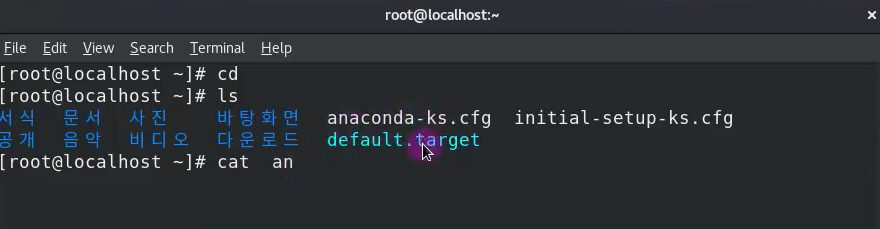 root@localhost:~ ×
File Edit View Search Terminal Help
[root@localhost ~]# cd
[root@localhost ~]# ls
서식 문서 사진 바탕화면 anaconda-ks.cfg initial-setup-ks.cfg
공개 음악 비디오 다운로드 default.target
[root@localhost ~]# cat an